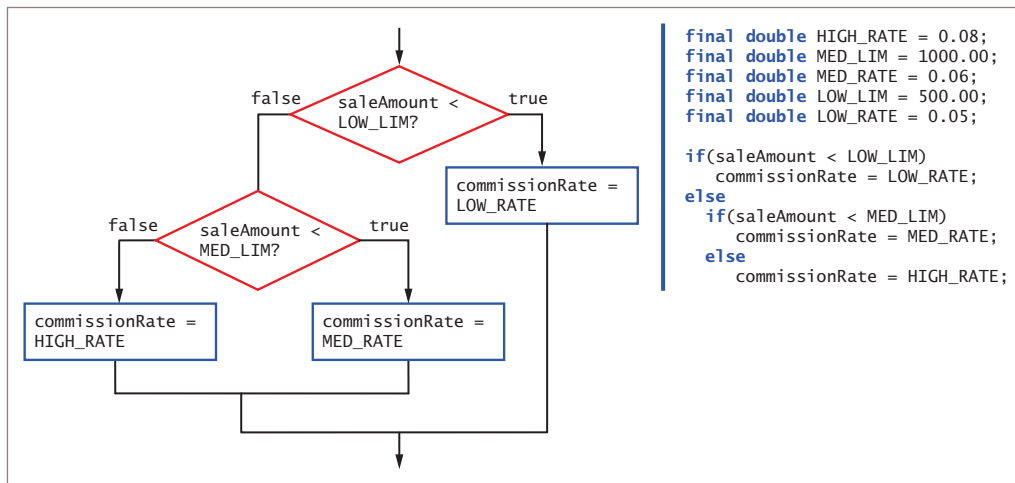 false
saleAmount <
LOW_LIM?
true
commissionRate =
LOW_RATE
false
saleAmount <
MED_LIM?
true
commissionRate =
HIGH_RATE
commissionRate =
MED_RATE
final double HIGH_RATE = 0.08;
final double MED_LIM = 1000.00;
final double MED_RATE = 0.06;
final double LOW_LIM = 500.00;
final double LOW_RATE = 0.05;
if(saleAmount < LOW_LIM)
commissionRate = LOW_RATE;
else
if(saleAmount < MED_LIM)
commissionRate = MED_RATE;
else
commissionRate = HIGH_RATE;